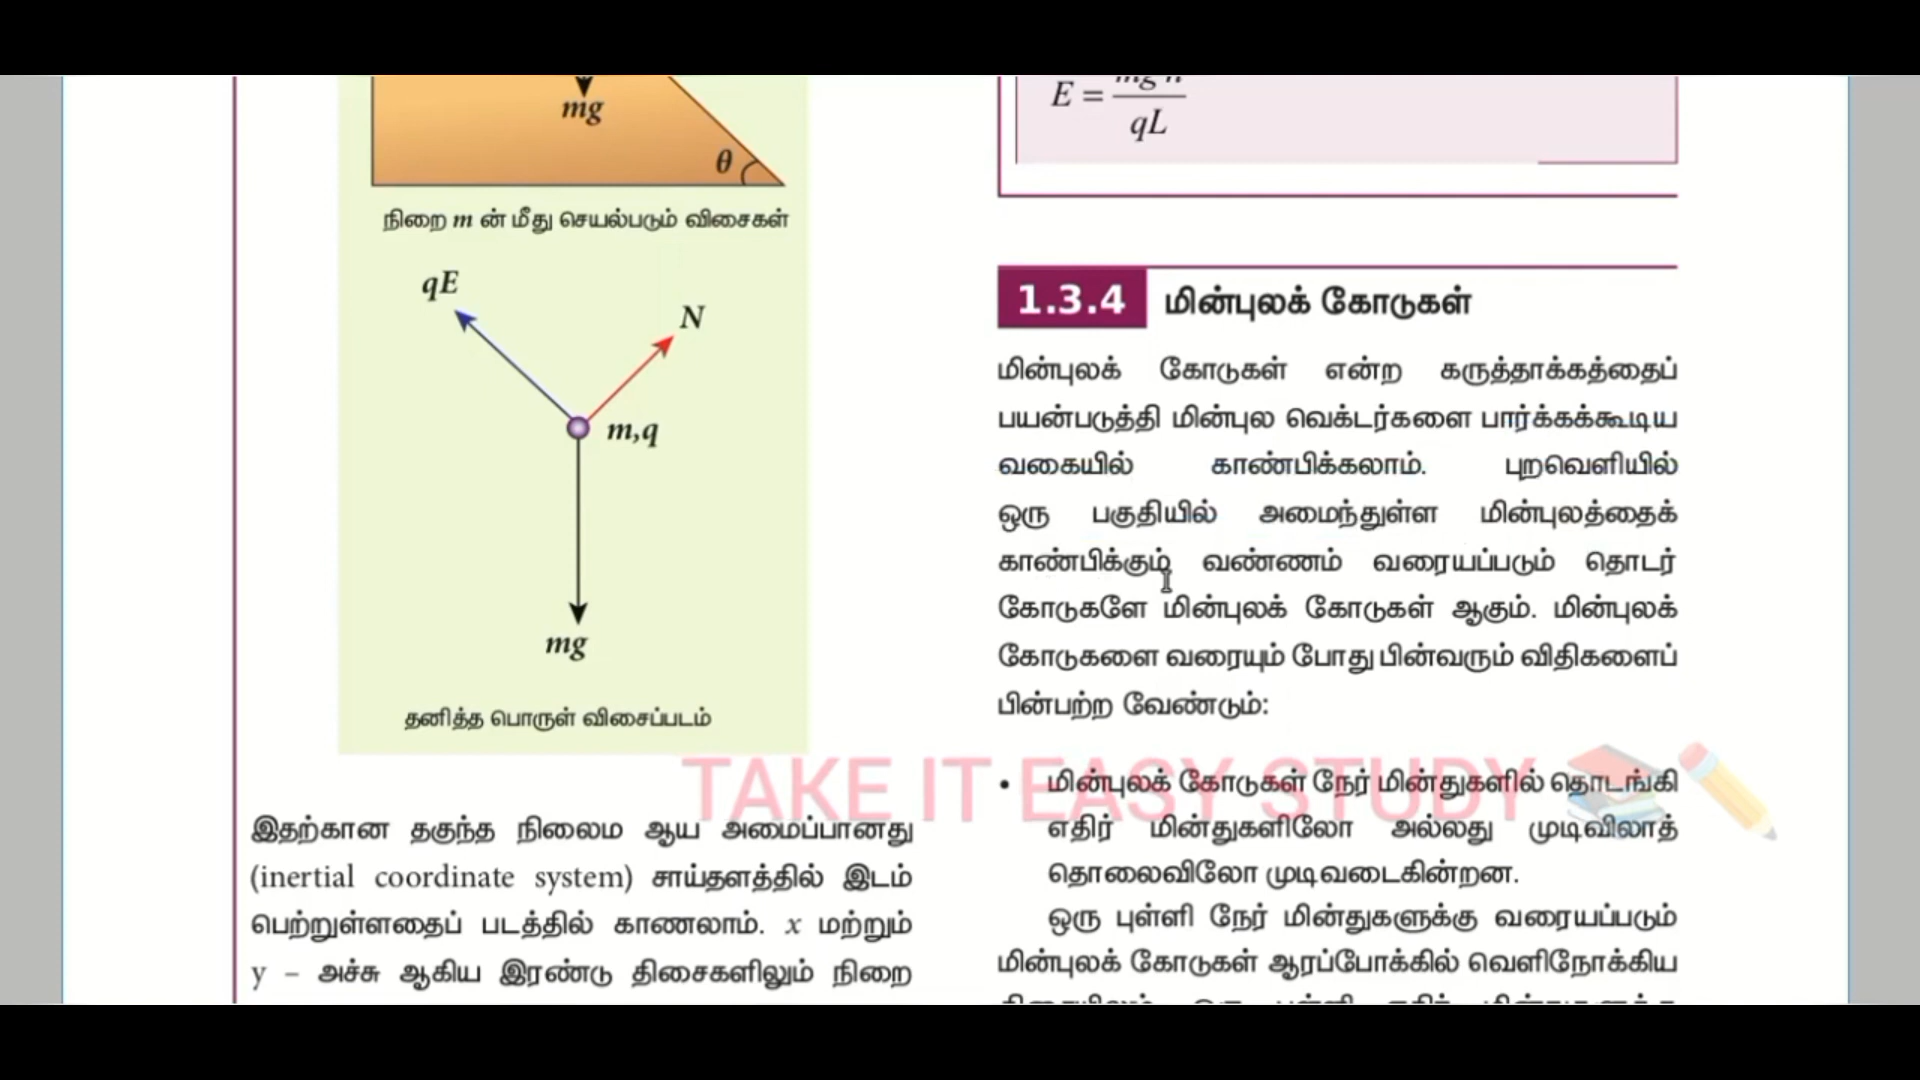 mg
θ
நிறை m ன் மீது செயல்படும் விசைகள்
qE
N
m,q
mg
தனித்த பொருள் விசைப்படம்
இதற்கான தகுந்த நிலைம ஆய அமைப்பானது
(inertial coordinate system) சாய்தளத்தில் இடம்
பெற்றுள்ளதைப் படத்தில் காணலாம். x மற்றும்
y – அச்சு ஆகிய இரண்டு திசைகளிலும் நிறை
E =
qL
1.3.4 மின்புலக் கோடுகள்
மின்புலக் கோடுகள் என்ற கருத்தாக்கத்தைப்
பயன்படுத்தி மின்புல வெக்டர்களை பார்க்கக்கூடிய
வகையில் காண்பிக்கலாம். புறவெளியில்
ஒரு பகுதியில் அமைந்துள்ள மின்புலத்தைக்
காண்பிக்கும் வண்ணம் வரையப்படும் தொடர்
கோடுகளே மின்புலக் கோடுகள் ஆகும். மின்புலக்
கோடுகளை வரையும் போது பின்வரும் விதிகளைப்
பின்பற்ற வேண்டும்:
TAKE IT EASY STUDY
• மின்புலக் கோடுகள் நேர் மின்துகளில் தொடங்கி
எதிர் மின்துகளிலோ அல்லது முடிவிலாத்
தொலைவிலோ முடிவடைகின்றன.
ஒரு புள்ளி நேர் மின்துகளுக்கு வரையப்படும்
மின்புலக் கோடுகள் ஆரப்போக்கில் வெளிநோக்கிய